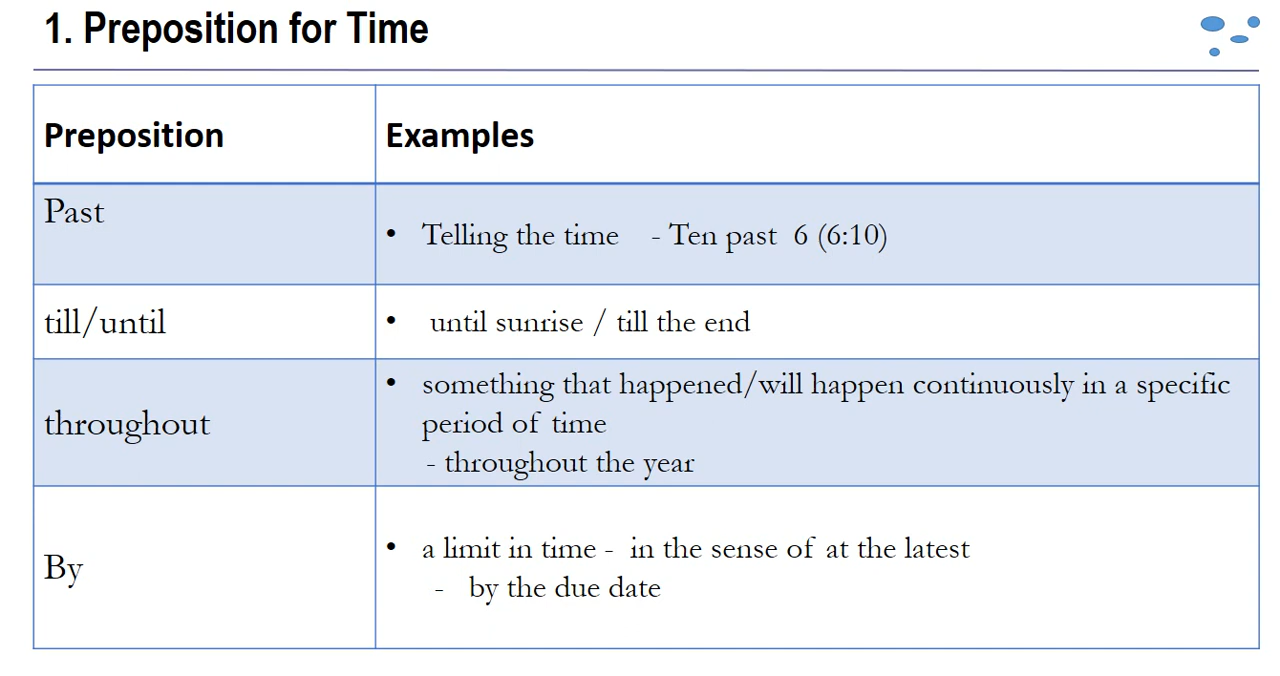 1. Preposition for Time
Preposition
Examples
Past
• Telling the time - Ten past 6 (6:10)
till/until
• until sunrise / till the end
throughout
• something that happened/will happen continuously in a specific
period of time
- throughout the year
By
• a limit in time - in the sense of at the latest
- by the due date